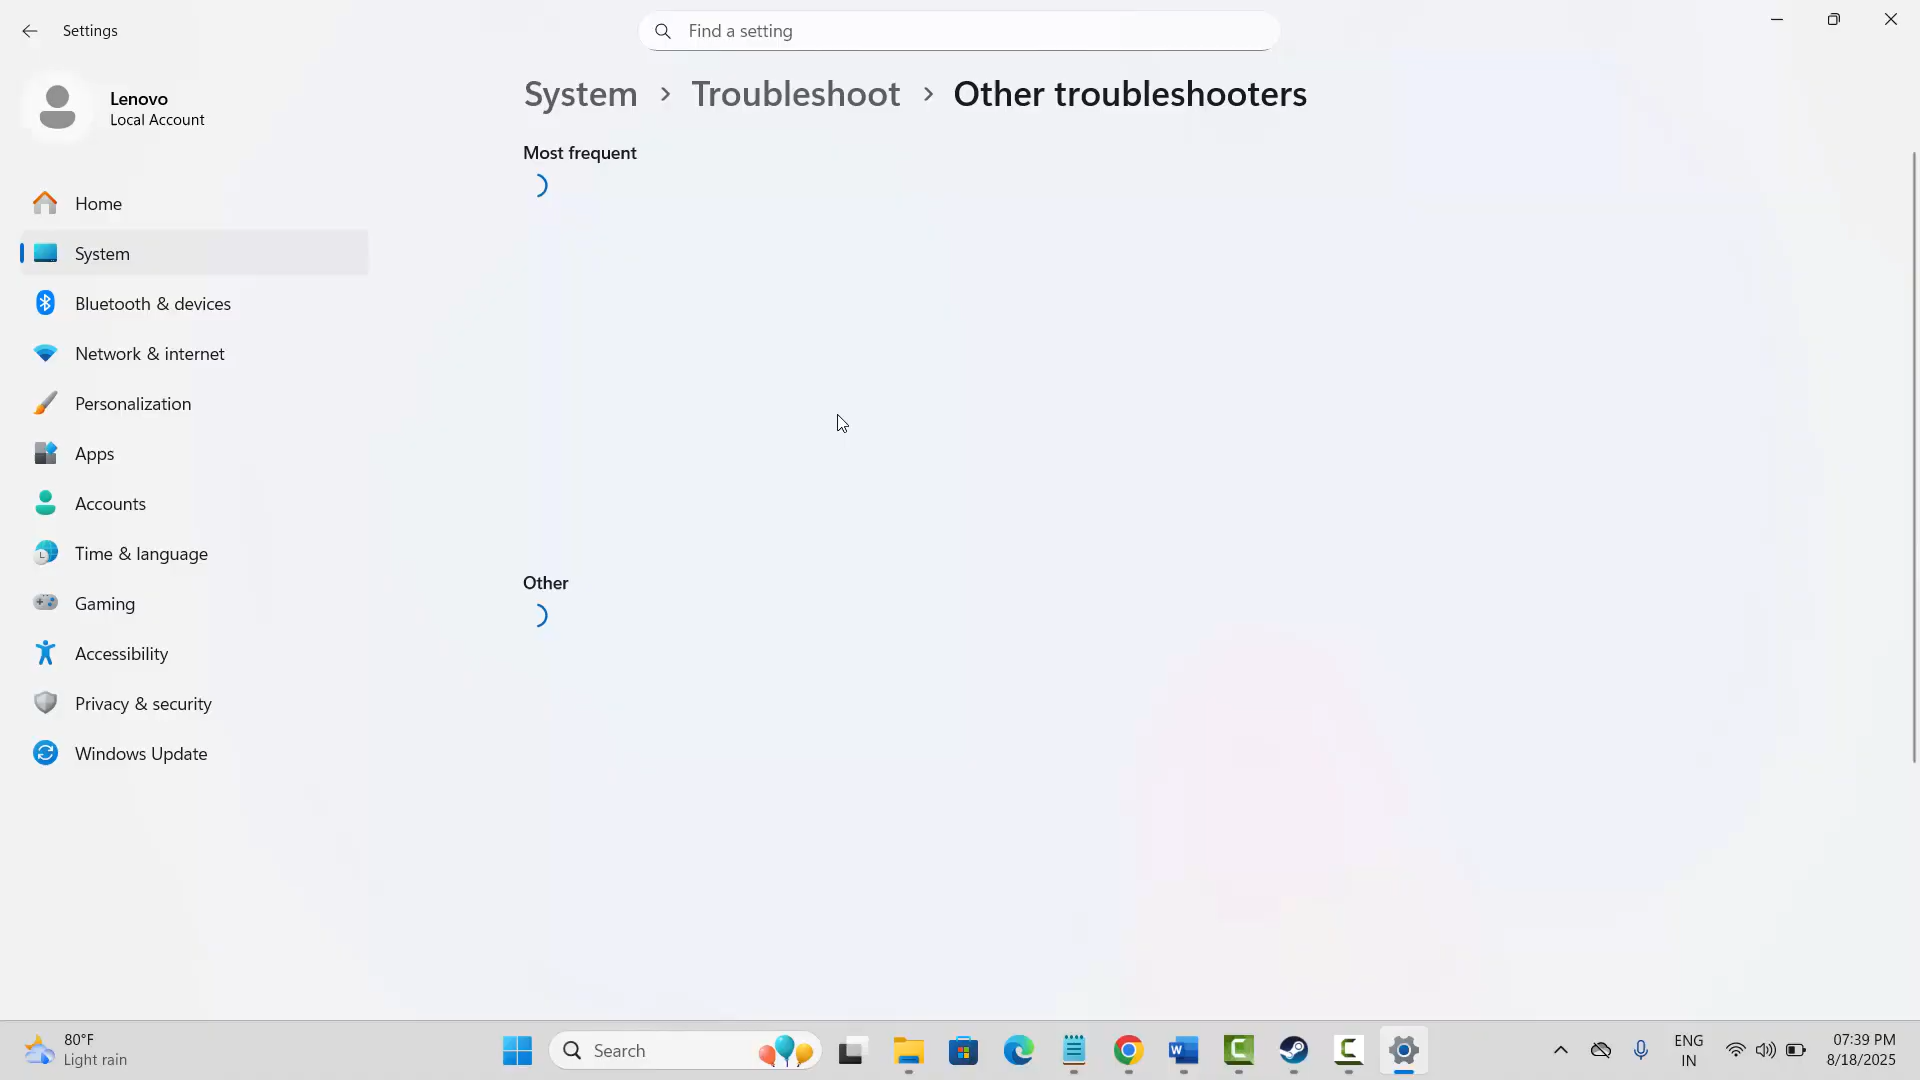 Settings
Find a setting
Lenovo
Local Account
System > Troubleshoot > Other troubleshooters
Most frequent
Home
System
Bluetooth & devices
Network & internet
Personalization
Apps
Accounts
Time & language
Other
Gaming
Accessibility
Privacy & security
Windows Update
80°F
Light rain
Search
ENG
IN
07:39 PM
8/18/2025